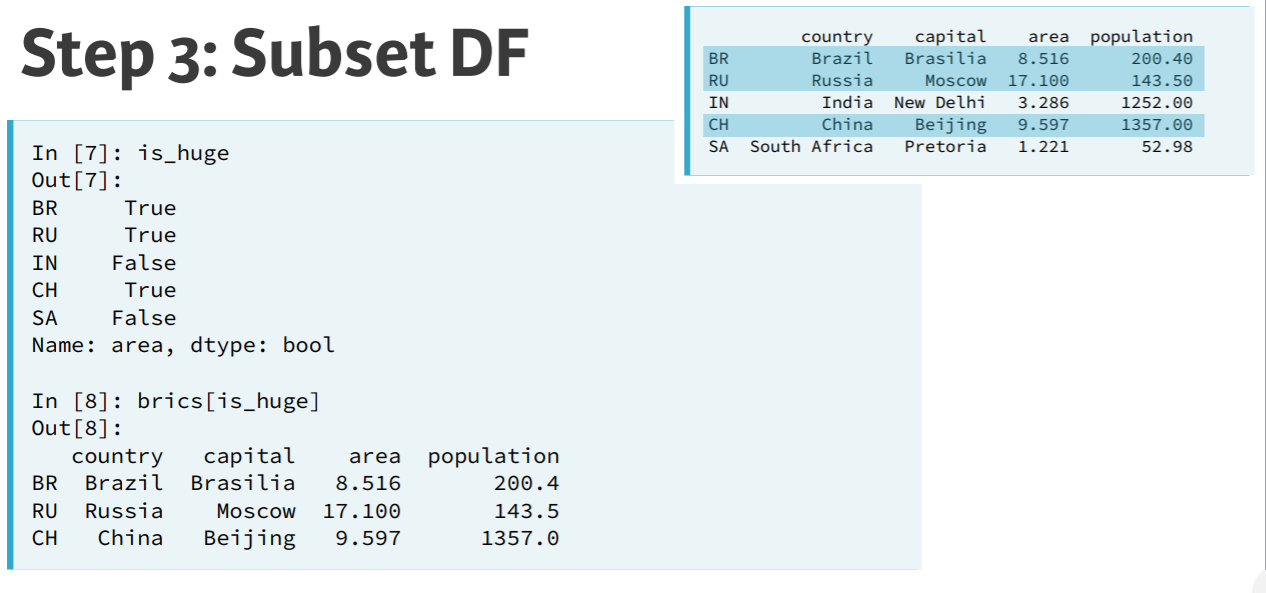 Step 3: Subset DF
country capital area population
BR Brazil Brasilia 8.516 200.40
RU Russia Moscow 17.100 143.50
IN India New Delhi 3.286 1252.00
CH China Beijing 9.597 1357.00
SA South Africa Pretoria 1.221 52.98
In [7]: is_huge
Out[7]:
BR True
RU True
IN False
CH True
SA False
Name: area, dtype: bool
In [8]: brics[is_huge]
Out[8]:
country capital area population
BR Brazil Brasilia 8.516 200.4
RU Russia Moscow 17.100 143.5
CH China Beijing 9.597 1357.0